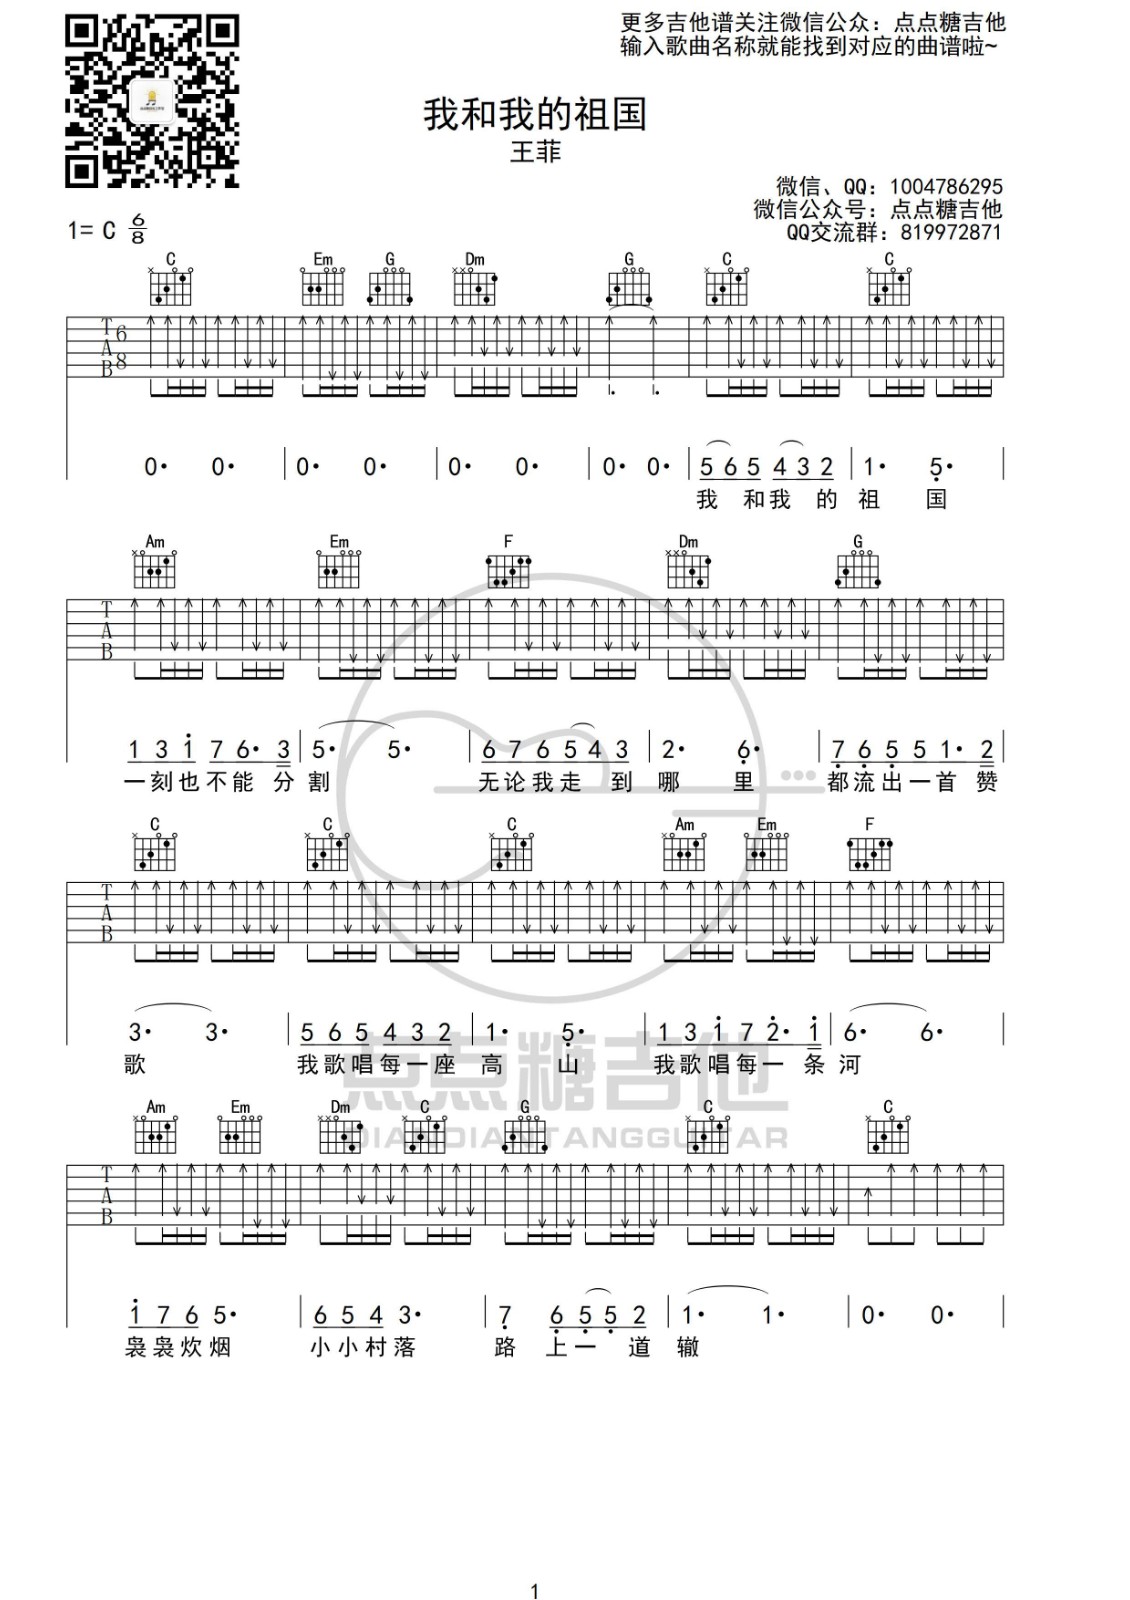 更多吉他谱关注微信公众：点点糖吉他
输入歌曲名称就能找到对应的曲谱啦~
我和我的祖国
王菲
微信、QQ：1004786295
微信公众号：点点糖吉他
QQ交流群：819972871
1= C 6/8
C Em G Dm G C C
T A B 6 8
0· 0· | 0· 0· | 0· 0· | 0· 0· | 5 6 5 4 3 2 | 1· 5· |
我 和 我 的 祖 国
Am Em F Dm G
T A B
1 3 1 7 6· 3 | 5· 5· | 6 7 6 5 4 3 | 2· 6· | 7 6 5 5 1· 2
一刻也不能 分 割 无论我走 到 哪 里 都流出一首 赞
C C C Am Em F
T A B
3· 3· | 5 6 5 4 3 2 | 1· 5· | 1 3 1 7 2· 1 | 6· 6· |
歌 我歌唱每一座 高 山 我歌唱每一 条 河
点点糖吉他
DIANDIANTANGGUITAR
Am Em Dm C G C C
T A B
1 7 6 5· | 6 5 4 3· | 7 6 5 5 2 | 1· 1· | 0· 0· |
袅袅炊烟 小小村落 路 上一 道 辙
1